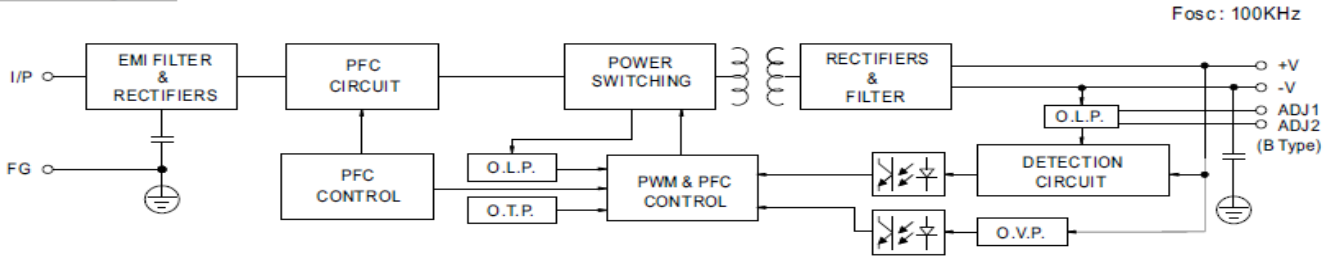 Fosc: 100KHz
I/P
EMI FILTER
&
RECTIFIERS
PFC
CIRCUIT
POWER
SWITCHING
RECTIFIERS
&
FILTER
+V
-V
ADJ1
ADJ2
(B Type)
O.L.P.
FG
PFC
CONTROL
O.L.P.
O.T.P.
PWM & PFC
CONTROL
DETECTION
CIRCUIT
O.V.P.